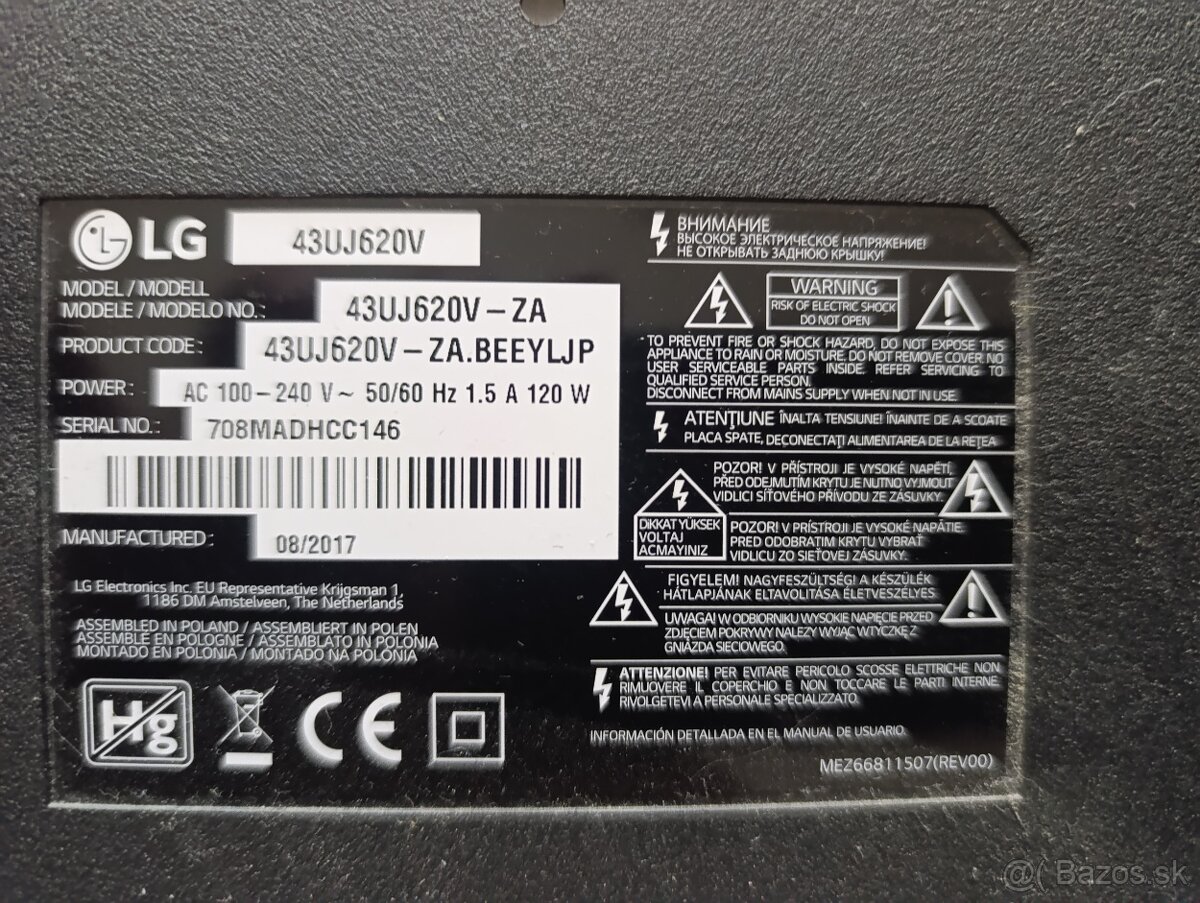 LG 43UJ620V
MODEL / MODELL
MODELE / MODELO NO. : 43UJ620V-ZA
PRODUCT CODE : 43UJ620V-ZA.BEEYLJP
POWER : AC 100-240 V~ 50/60 Hz 1.5 A 120 W
SERIAL NO. : 708MADHCC146
MANUFACTURED : 08/2017
LG Electronics Inc. EU Representative Krijgsman 1,
1186 DM Amstelveen, The Netherlands
ASSEMBLED IN POLAND / ASSEMBLIERT IN POLEN
ASSEMBLÉ EN POLOGNE / ASSEMBLATO IN POLONIA
MONTADO EN POLONIA / MONTADO NA POLONIA
Hg
CE
ВНИМАНИЕ
ВЫСОКОЕ ЭЛЕКТРИЧЕСКОЕ НАПРЯЖЕНИЕ!
НЕ ОТКРЫВАТЬ ЗАДНЮЮ КРЫШКУ!
WARNING
RISK OF ELECTRIC SHOCK
DO NOT OPEN
TO PREVENT FIRE OR SHOCK HAZARD, DO NOT EXPOSE THIS
APPLIANCE TO RAIN OR MOISTURE. DO NOT REMOVE COVER. NO
USER SERVICEABLE PARTS INSIDE. REFER SERVICING TO
QUALIFIED SERVICE PERSON.
DISCONNECT FROM MAINS SUPPLY WHEN NOT IN USE.
ATENŢIUNE ÎNALTA TENSIUNE! ÎNAINTE DE A SCOATE
PLACA SPATE, DECONECTAŢI ALIMENTAREA DE LA REŢEA
POZOR! V PŘÍSTROJI JE VYSOKÉ NAPĚTÍ,
PŘED ODEJMUTÍM KRYTU JE NUTNO VYJMOUT
VIDLICI SÍŤOVÉHO PŘÍVODU ZE ZÁSUVKY.
DİKKAT YÜKSEK
VOLTAJ
AÇMAYINIZ
POZOR! V PRÍSTROJI JE VYSOKÉ NAPÄTIE.
PRED ODOBRATIM KRYTU VYBRAŤ
VIDLICU ZO SIEŤOVEJ ZÁSUVKY.
FIGYELEM! NAGYFESZÜLTSÉG! A KÉSZÜLÉK
HÁTLAPJÁNAK ELTÁVOLÍTÁSA ÉLETVESZÉLYES.
UWAGA! W ODBIORNIKU WYSOKIE NAPIĘCIE PRZED
ZDJĘCIEM POKRYWY NALEŻY WYJĄĆ WTYCZKĘ Z
GNIAZDA SIECIOWEGO.
ATTENZIONE! PER EVITARE PERICOLO SCOSSE ELETTRICHE NON
RIMUOVERE IL COPERCHIO E NON TOCCARE LE PARTI INTERNE.
RIVOLGETEVI A PERSONALE SPECIALIZZATO.
INFORMACIÓN DETALLADA EN EL MANUAL DE USUARIO.
MEZ66811507(REV00)
@( Bazos.sk